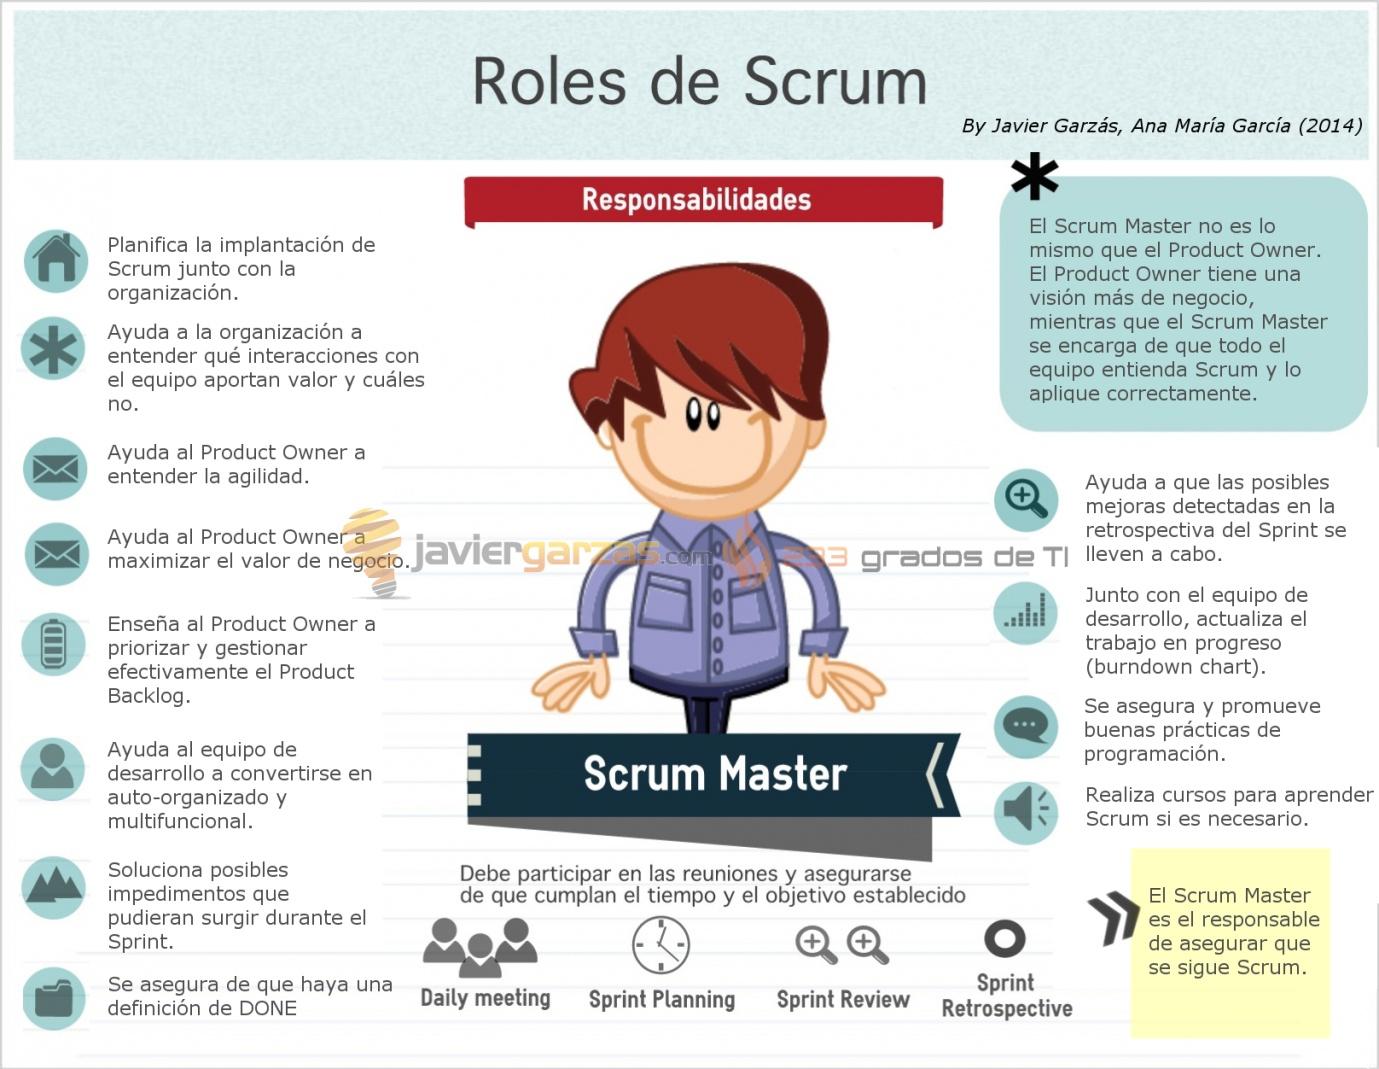 Roles de Scrum
By Javier Garzás, Ana María García (2014)
Responsabilidades
Planifica la implantación de
Scrum junto con la
organización.
Ayuda a la organización a
entender qué interacciones con
el equipo aportan valor y cuáles
no.
Ayuda al Product Owner a
entender la agilidad.
Ayuda al Product Owner a
maximizar el valor de negocio.
Enseña al Product Owner a
priorizar y gestionar
efectivamente el Product
Backlog.
Ayuda al equipo de
desarrollo a convertirse en
auto-organizado y
multifuncional.
Soluciona posibles
impedimentos que
pudieran surgir durante el
Sprint.
Se asegura de que haya una
definición de DONE
javiergarzas.com
233 grados de TI
Scrum Master
Debe participar en las reuniones y asegurarse
de que cumplan el tiempo y el objetivo establecido
Daily meeting
Sprint Planning
Sprint Review
Sprint
Retrospective
El Scrum Master no es lo
mismo que el Product Owner.
El Product Owner tiene una
visión más de negocio,
mientras que el Scrum Master
se encarga de que todo el
equipo entienda Scrum y lo
aplique correctamente.
Ayuda a que las posibles
mejoras detectadas en la
retrospectiva del Sprint se
lleven a cabo.
Junto con el equipo de
desarrollo, actualiza el
trabajo en progreso
(burndown chart).
Se asegura y promueve
buenas prácticas de
programación.
Realiza cursos para aprender
Scrum si es necesario.
El Scrum Master
es el responsable
de asegurar que
se sigue Scrum.